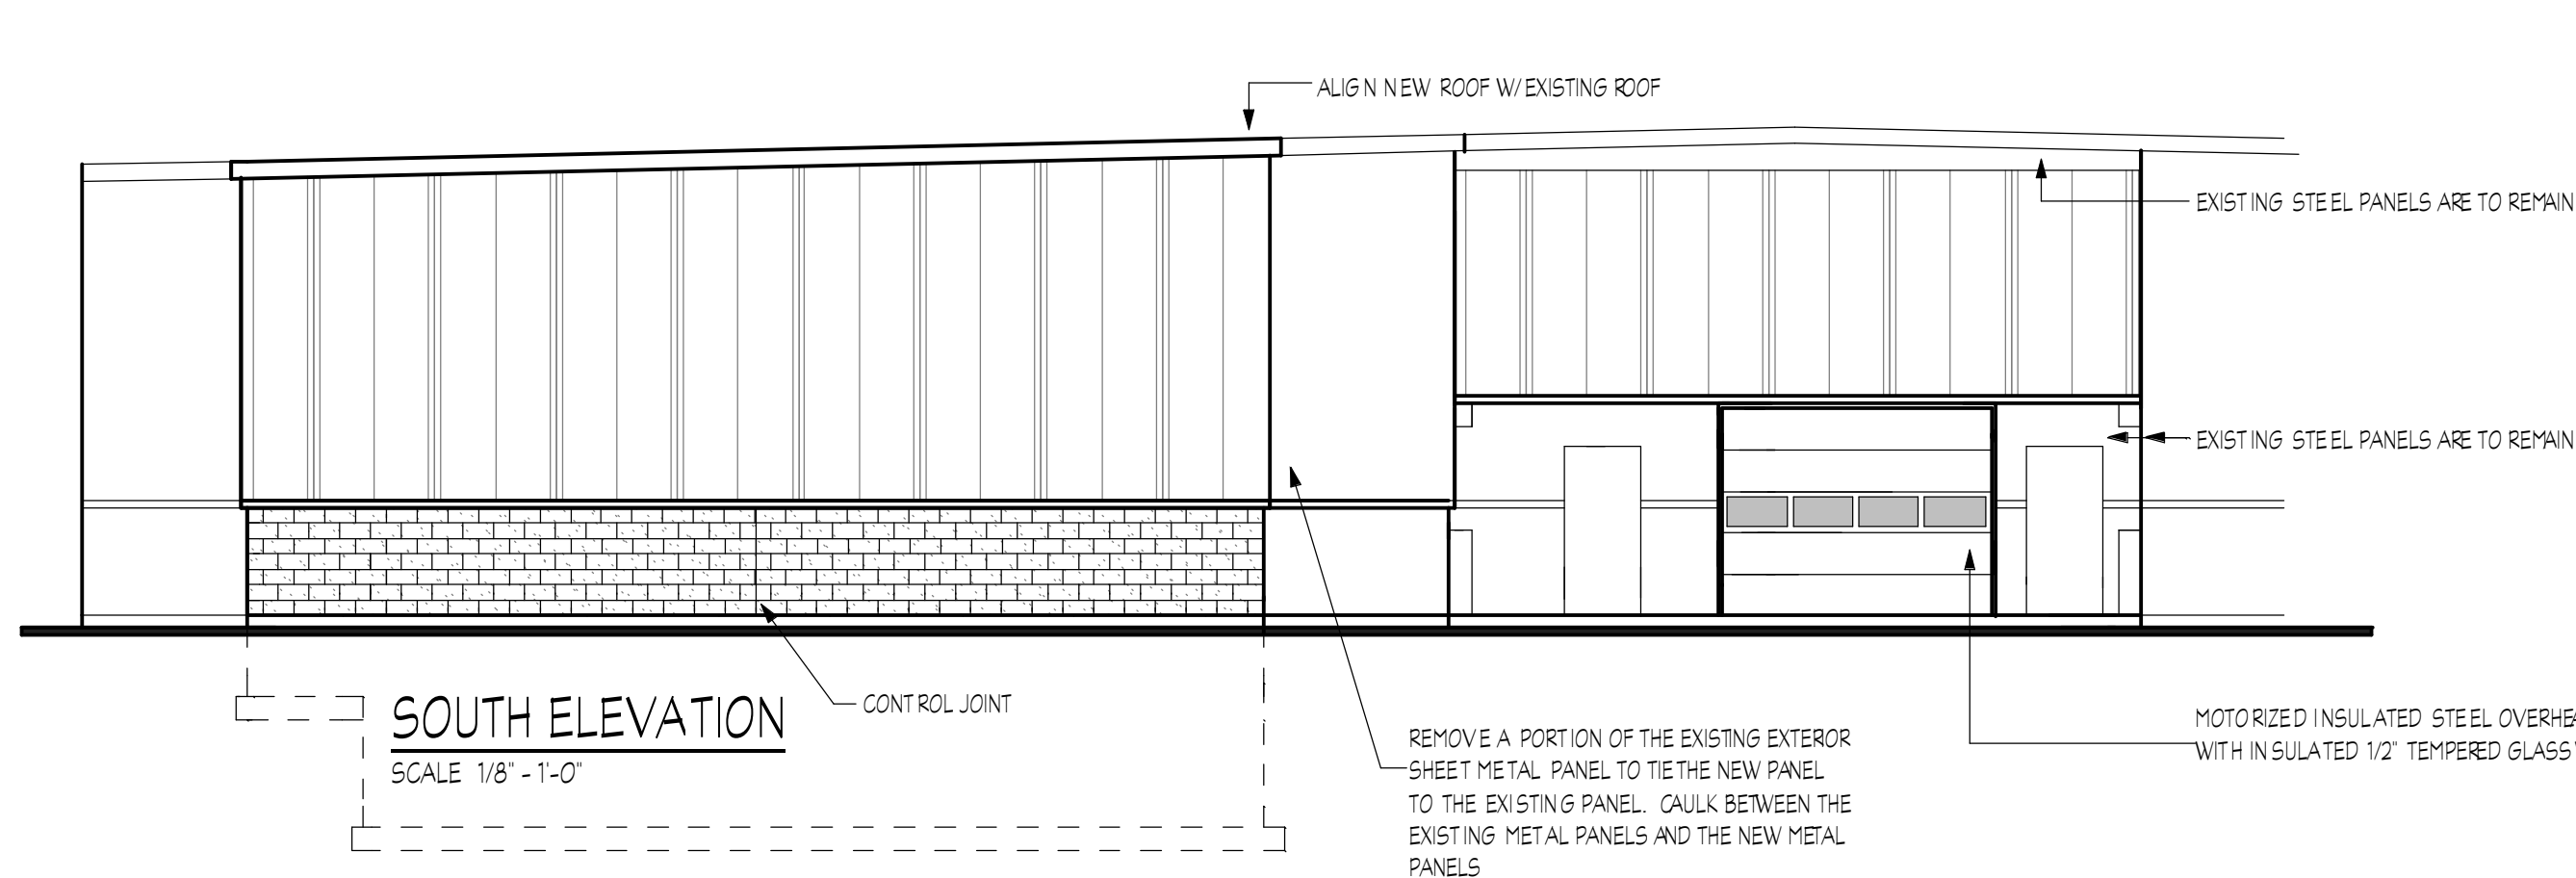 ALIGN NEW ROOF W/ EXISTING ROOF
EXISTING STEEL PANELS ARE TO REMAIN
EXISTING STEEL PANELS ARE TO REMAIN
SOUTH ELEVATION
SCALE 1/8" - 1'-0"
CONTROL JOINT
REMOVE A PORTION OF THE EXISTING EXTERIOR
SHEET METAL PANEL TO TIE THE NEW PANEL
TO THE EXISTING PANEL. CAULK BETWEEN THE
EXISTING METAL PANELS AND THE NEW METAL
PANELS
MOTORIZED INSULATED STEEL
WITH INSULATED 1/2" TEMPERED GLASS